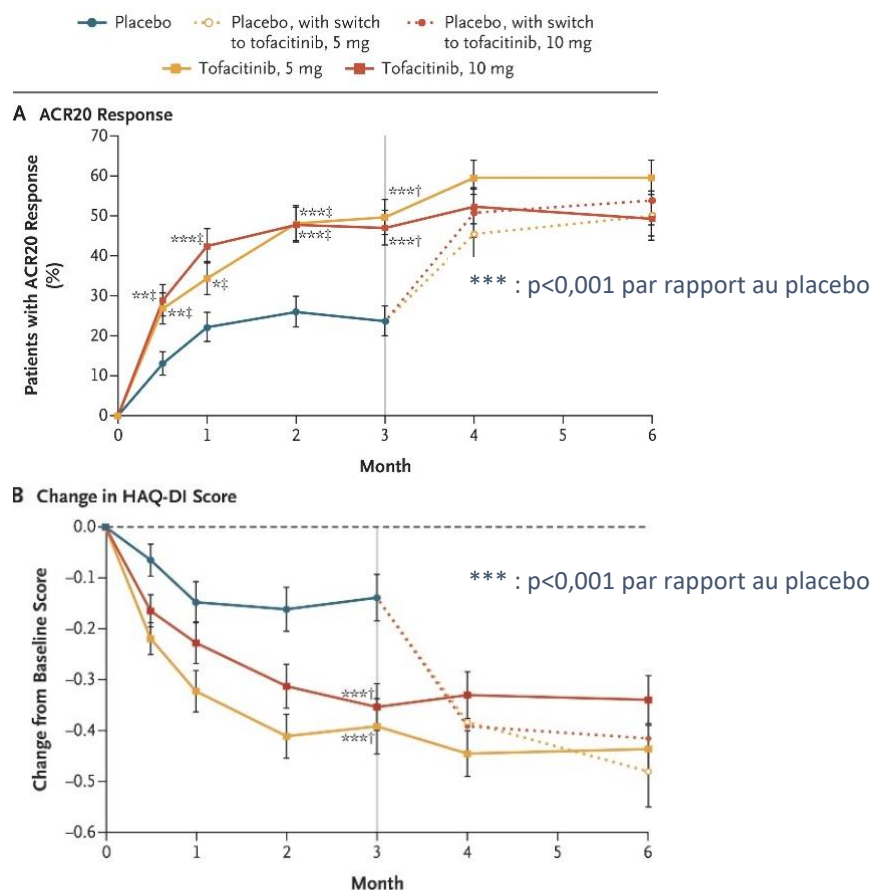 Placebo
Placebo, with switch
to tofacitinib, 5 mg
Placebo, with switch
to tofacitinib, 10 mg
Tofacitinib, 5 mg
Tofacitinib, 10 mg
A ACR20 Response
Patients with ACR20 Response
(%)
70
60
50
40
30
20
10
0
***‡
***‡
***†
***†
***‡
*‡
**‡
**‡
*** : p<0,001 par rapport au placebo
0 1 2 3 4 5 6
Month
B Change in HAQ-DI Score
Change from Baseline Score
0.0
−0.1
−0.2
−0.3
−0.4
−0.5
−0.6
***†
***†
*** : p<0,001 par rapport au placebo
0 1 2 3 4 5 6
Month